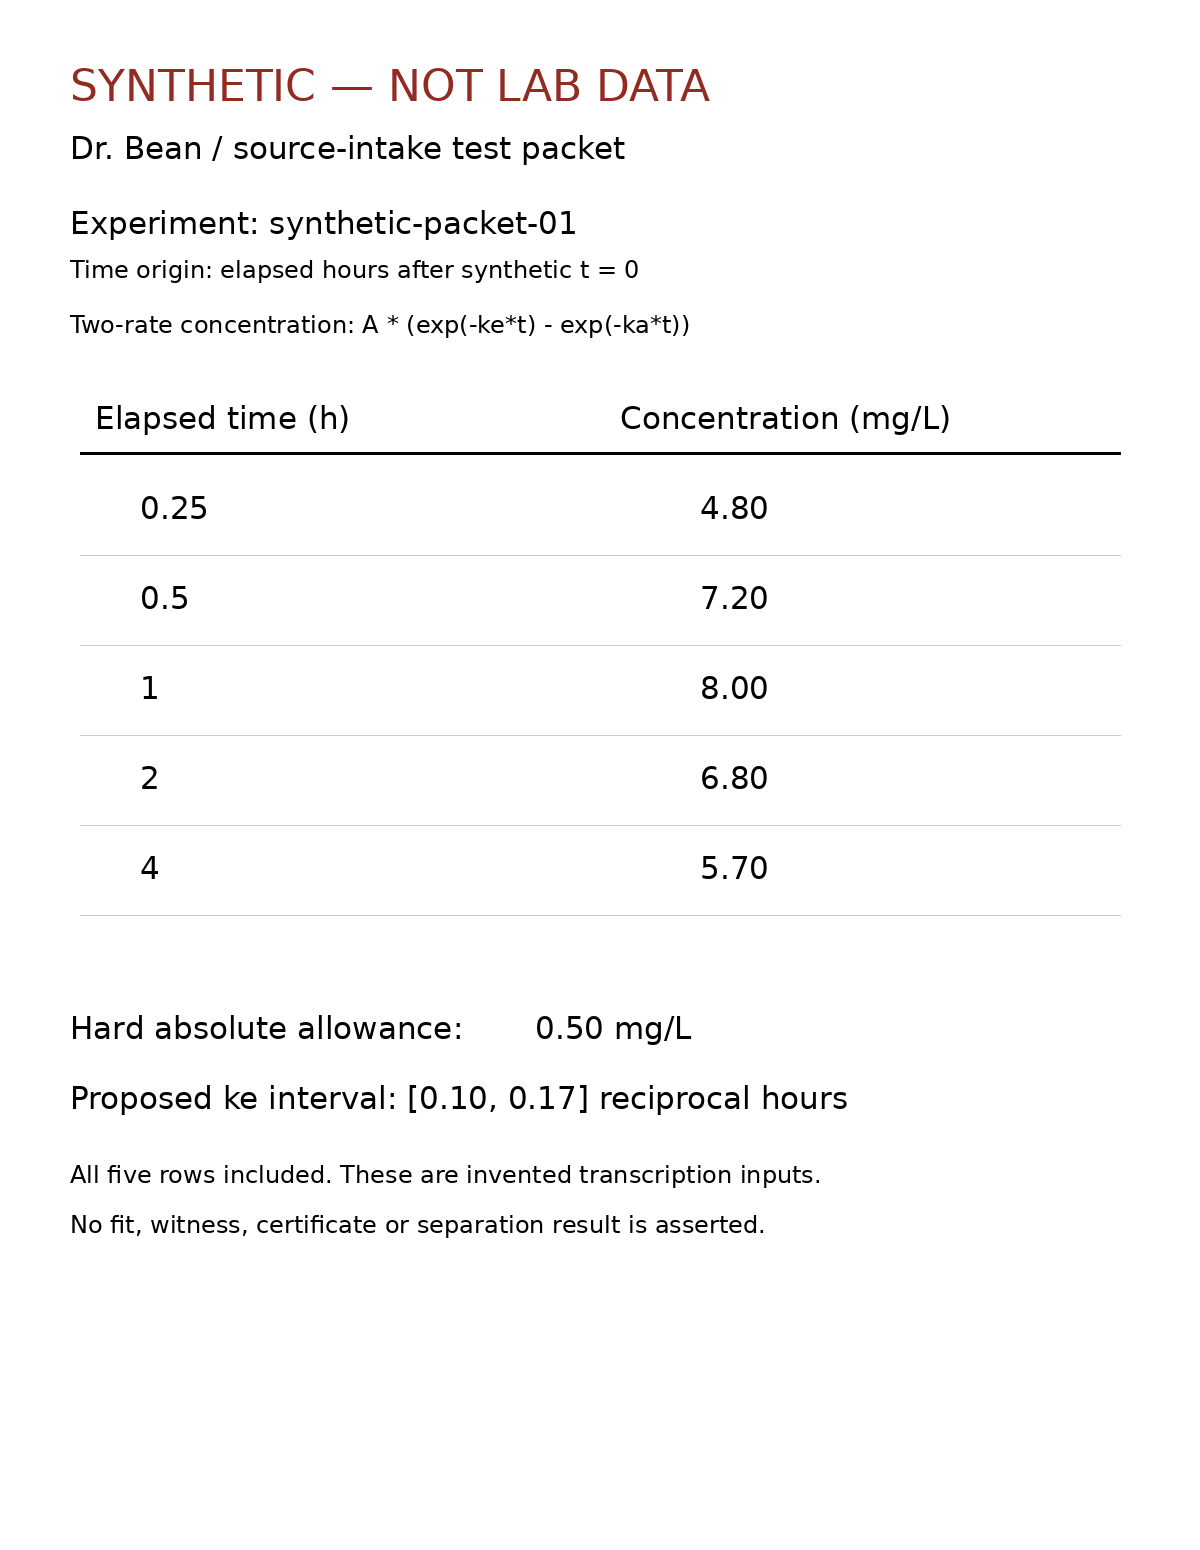 SYNTHETIC — NOT LAB DATA
Dr. Bean / source-intake test packet
Experiment: synthetic-packet-01
Time origin: elapsed hours after synthetic t = 0
Two-rate concentration: A * (exp(-ke*t) - exp(-ka*t))
Elapsed time (h) Concentration (mg/L)
0.25 4.80
0.5 7.20
1 8.00
2 6.80
4 5.70
Hard absolute allowance: 0.50 mg/L
Proposed ke interval: [0.10, 0.17] reciprocal hours
All five rows included. These are invented transcription inputs.
No fit, witness, certificate or separation result is asserted.